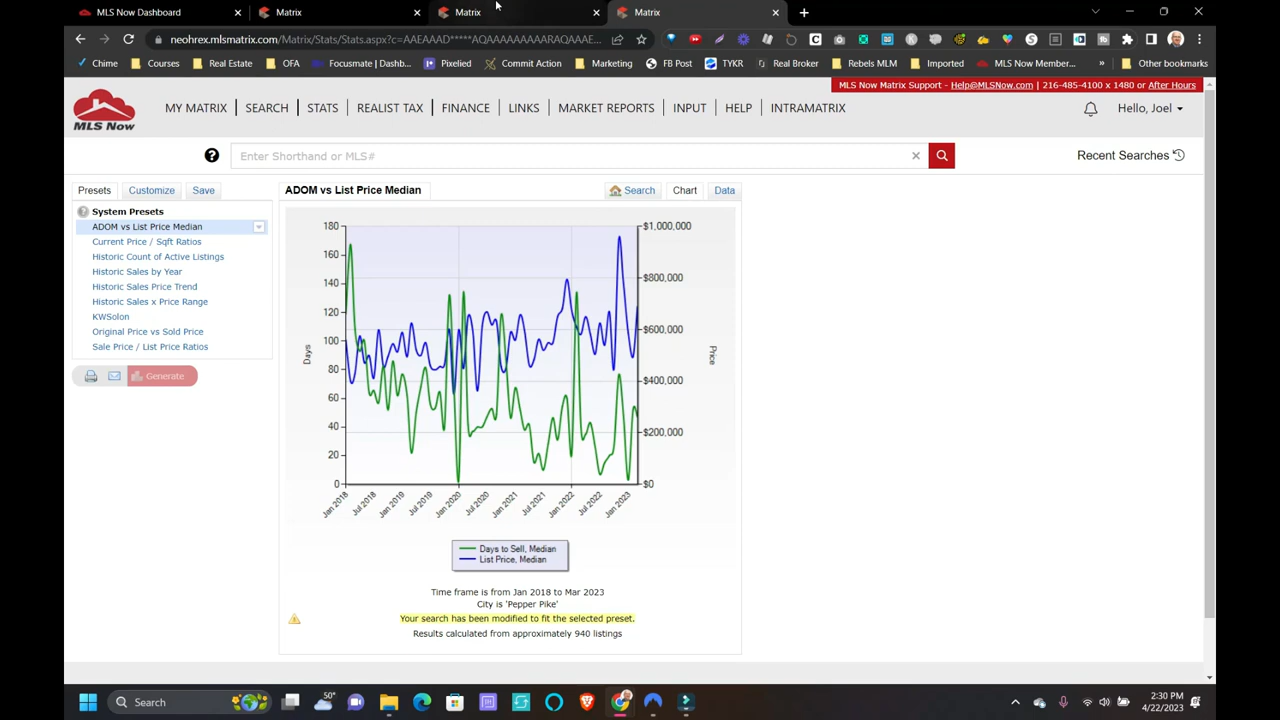 MLS Now Dashboard
Matrix
Matrix
Matrix
neohrex.mlsmatrix.com/Matrix/Stats/Stats.aspx?c=AAEAAAD*****AQAAAAAAAAARAQAAAE...
Chime
Courses
Real Estate
OFA
Focusmate | Dashb...
Pixelied
Commit Action
Marketing
FB Post
TYKR
Real Broker
Rebels MLM
Imported
MLS Now Member...
Other bookmarks
MLS Now Matrix Support - Help@MLSNow.com | 216-485-4100 x 1480 or After Hours
MLS Now
MY MATRIX
SEARCH
STATS
REALIST TAX
FINANCE
LINKS
MARKET REPORTS
INPUT
HELP
INTRAMATRIX
Hello, Joel
Enter Shorthand or MLS#
Recent Searches
Presets
Customize
Save
System Presets
ADOM vs List Price Median
Current Price / Sqft Ratios
Historic Count of Active Listings
Historic Sales by Year
Historic Sales Price Trend
Historic Sales x Price Range
KWSolon
Original Price vs Sold Price
Sale Price / List Price Ratios
Generate
ADOM vs List Price Median
Search
Chart
Data
180
160
140
120
100
80
60
40
20
0
Days
$1,000,000
$800,000
$600,000
$400,000
$200,000
$0
Price
Jan 2018
Jul 2018
Jan 2019
Jul 2019
Jan 2020
Jul 2020
Jan 2021
Jul 2021
Jan 2022
Jul 2022
Jan 2023
Days to Sell, Median
List Price, Median
Time frame is from Jan 2018 to Mar 2023
City is 'Pepper Pike'
Your search has been modified to fit the selected preset.
Results calculated from approximately 940 listings
Search
50°
2:30 PM
4/22/2023